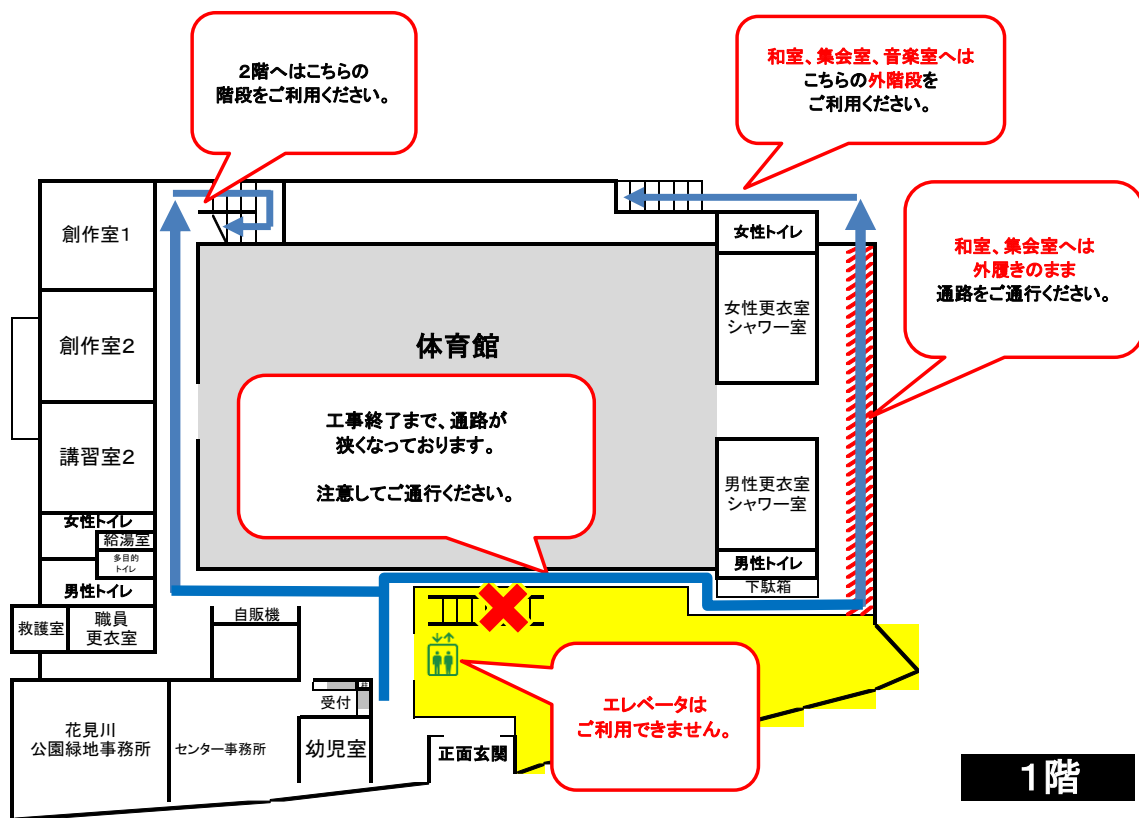 2階へはこちらの
階段をご利用ください。
和室、集会室、音楽室へは
こちらの外階段を
ご利用ください。
和室、集会室へは
外履きのまま
通路をご通行ください。
創作室1
創作室2
講習室2
女性トイレ
給湯室
多目的
トイレ
男性トイレ
救護室
職員
更衣室
体育館
工事終了まで、通路が
狭くなっております。
注意してご通行ください。
女性トイレ
女性更衣室
シャワー室
男性更衣室
シャワー室
男性トイレ
下駄箱
自販機
受付
花見川
公園緑地事務所
センター事務所
幼児室
正面玄関
エレベータは
ご利用できません。
1階